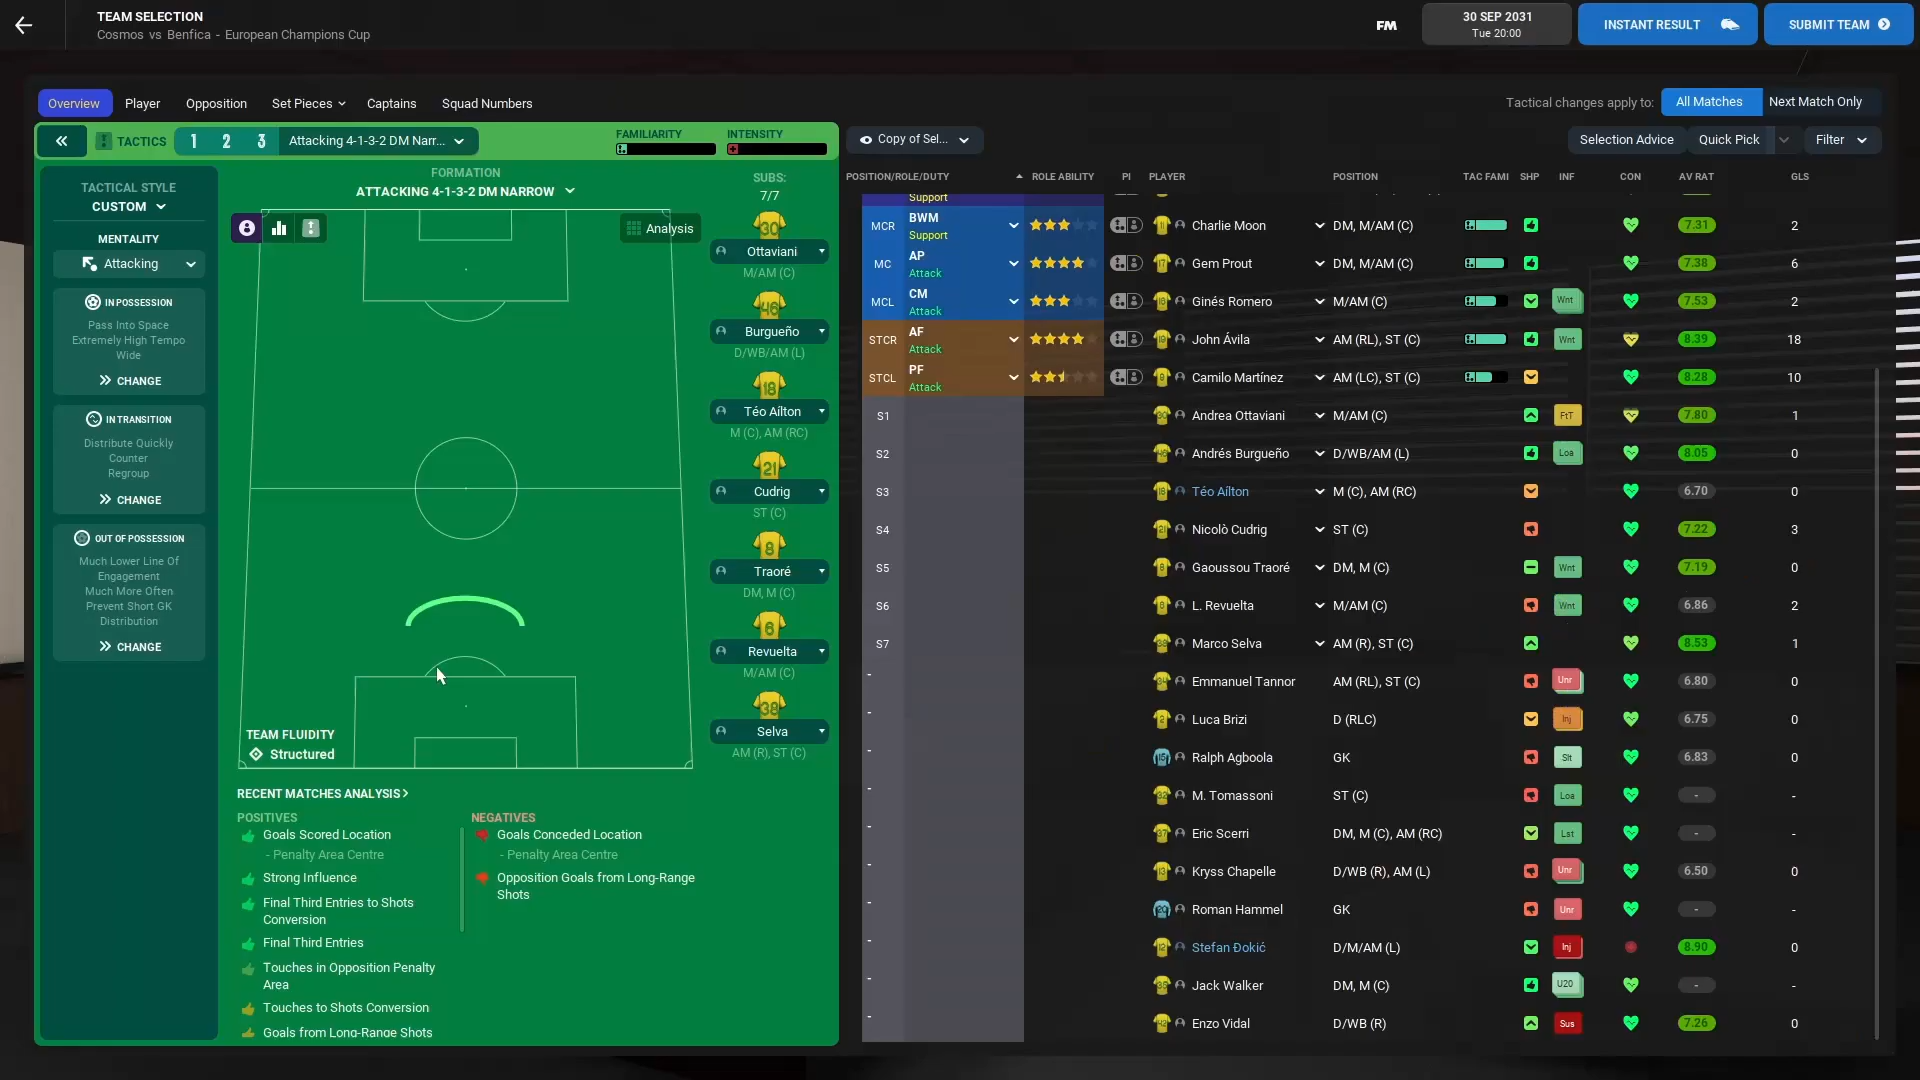 TEAM SELECTION
Cosmos vs Benfica - European Champions Cup
FM
30 SEP 2031
Tue 20:00
INSTANT RESULT
SUBMIT TEAM
Overview Player Opposition Set Pieces Captains Squad Numbers
Tactical changes apply to: All Matches Next Match Only
TACTICS 1 2 3 Attacking 4-1-3-2 DM Narr...
FAMILIARITY INTENSITY
Copy of Sel...
Selection Advice Quick Pick Filter
TACTICAL STYLE
CUSTOM
MENTALITY
Attacking
IN POSSESSION
Pass Into Space
Extremely High Tempo
Wide
CHANGE
IN TRANSITION
Distribute Quickly
Counter
Regroup
CHANGE
OUT OF POSSESSION
Much Lower Line Of
Engagement
Much More Often
Prevent Short GK
Distribution
CHANGE
FORMATION
ATTACKING 4-1-3-2 DM NARROW
Analysis
TEAM FLUIDITY
Structured
SUBS:
7/7
30
Ottaviani
M/AM (C)
46
Burgueño
D/WB/AM (L)
18
Téo Aílton
M (C), AM (RC)
21
Cudrig
ST (C)
8
Traoré
DM, M (C)
6
Revuelta
M/AM (C)
38
Selva
AM (R), ST (C)
RECENT MATCHES ANALYSIS >
POSITIVES
Goals Scored Location
- Penalty Area Centre
Strong Influence
Final Third Entries to Shots
Conversion
Final Third Entries
Touches in Opposition Penalty
Area
Touches to Shots Conversion
Goals from Long-Range Shots
NEGATIVES
Goals Conceded Location
- Penalty Area Centre
Opposition Goals from Long-Range
Shots
POSITION/ROLE/DUTY ROLE ABILITY PI PLAYER POSITION TAC FAMI SHP INF CON AV RAT GLS
Support
MCR BWM Support Charlie Moon DM, M/AM (C) 7.31 2
MC AP Attack Gem Prout DM, M/AM (C) 7.38 6
MCL CM Attack Ginés Romero M/AM (C) Wnt 7.53 2
STCR AF Attack John Ávila AM (RL), ST (C) Wnt 8.39 18
STCL PF Attack Camilo Martínez AM (LC), ST (C) 8.28 10
S1 Andrea Ottaviani M/AM (C) FtT 7.80 1
S2 Andrés Burgueño D/WB/AM (L) Loa 8.05 0
S3 Téo Aílton M (C), AM (RC) 6.70 0
S4 Nicolò Cudrig ST (C) 7.22 3
S5 Gaoussou Traoré DM, M (C) Wnt 7.19 0
S6 L. Revuelta M/AM (C) Wnt 6.86 2
S7 Marco Selva AM (R), ST (C) 8.53 1
- Emmanuel Tannor AM (RL), ST (C) Unr 6.80 0
- Luca Brizi D (RLC) Inj 6.75 0
- Ralph Agboola GK Slt 6.83 0
- M. Tomassoni ST (C) Loa - -
- Eric Scerri DM, M (C), AM (RC) Lst - -
- Kryss Chapelle D/WB (R), AM (L) Unr 6.50 0
- Roman Hammel GK Unr - -
- Stefan Đokić D/M/AM (L) Inj 8.90 0
- Jack Walker DM, M (C) U20 - -
- Enzo Vidal D/WB (R) Sus 7.26 0